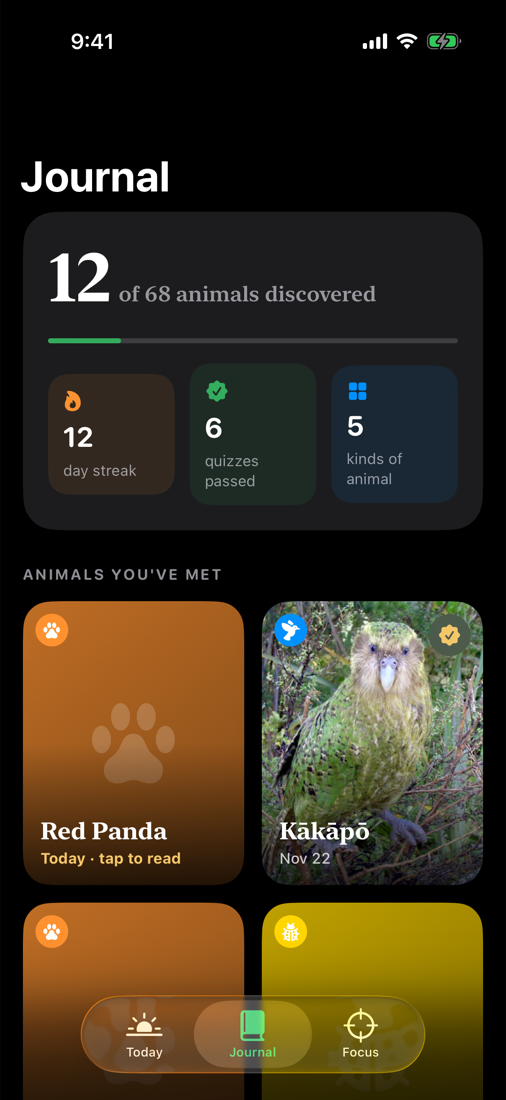 9:41
Journal
12 of 68 animals discovered
12
day streak
6
quizzes
passed
5
kinds of
animal
ANIMALS YOU'VE MET
Red Panda
Today · tap to read
Kākāpō
Nov 22
Today
Journal
Focus